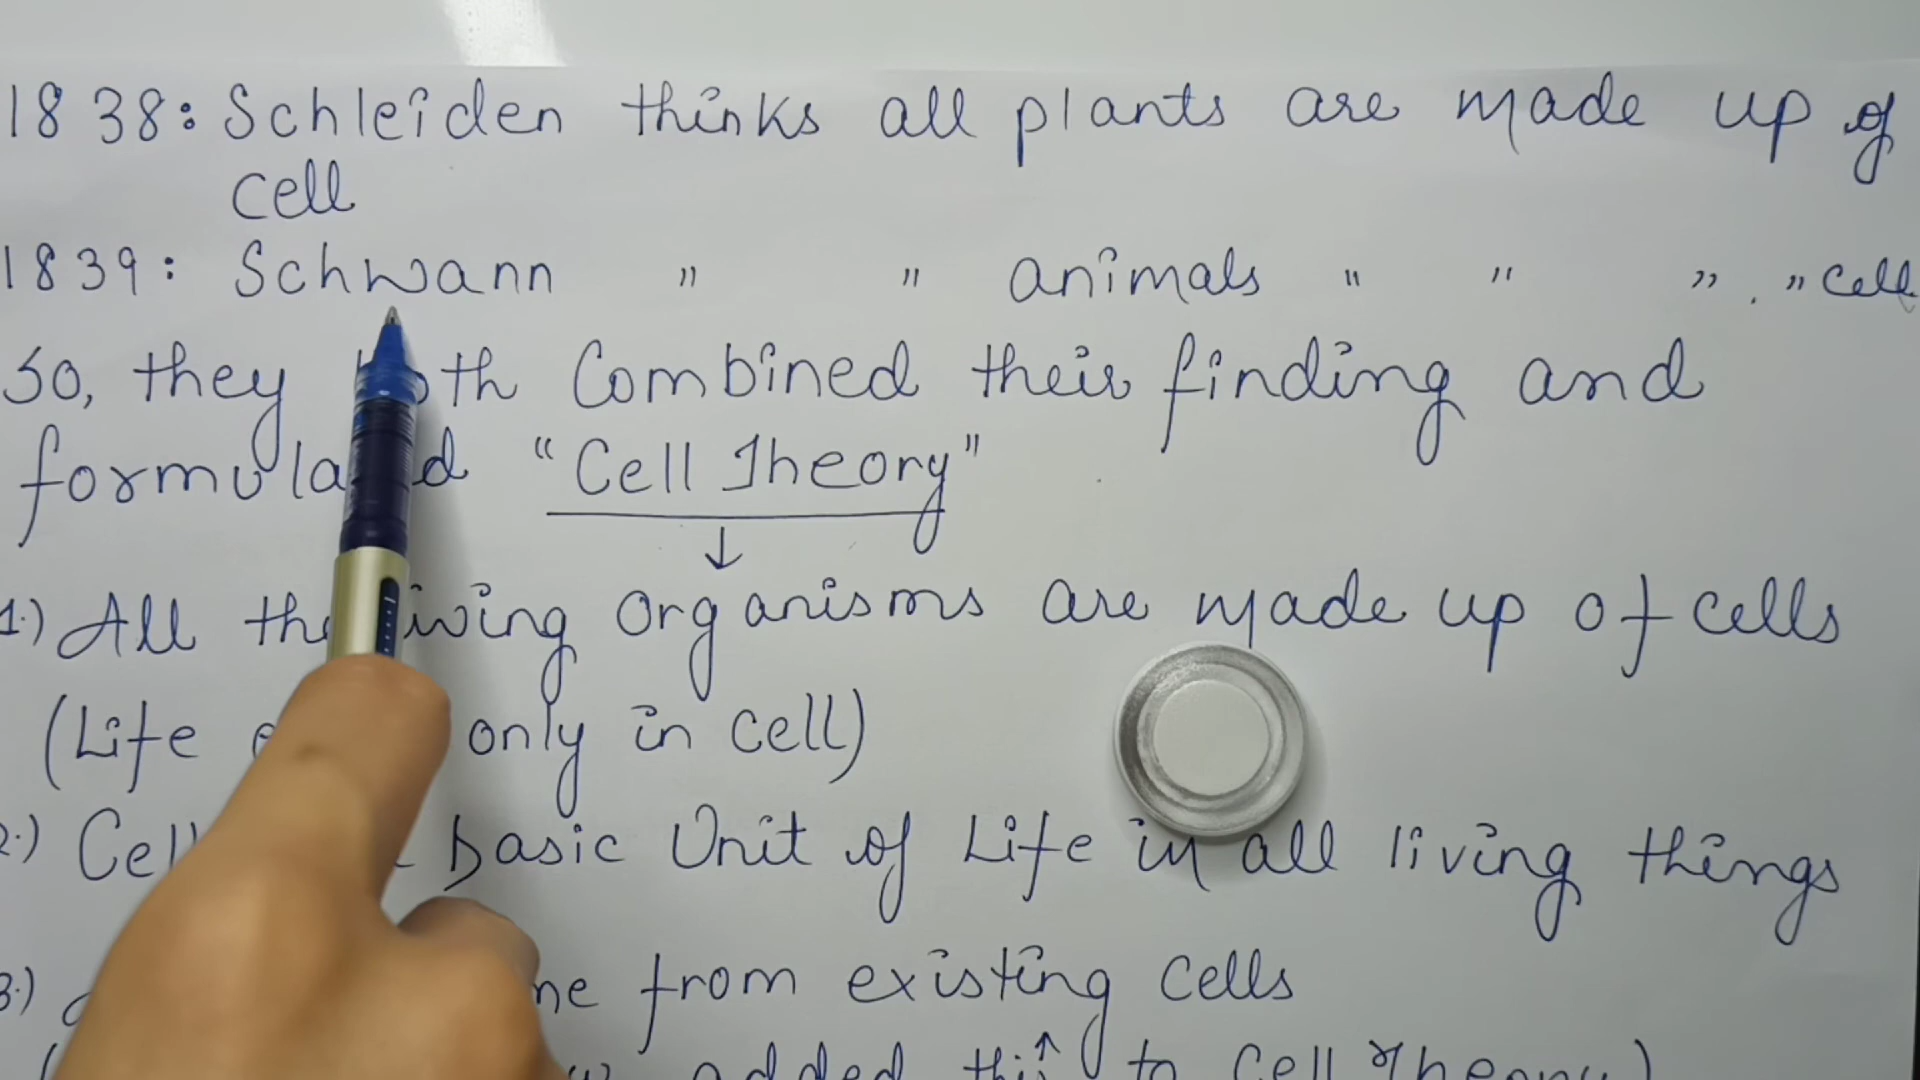 1838: Schleiden thinks all plants are made up of
cell
1839: Schwann " " animals " " " " cell
So, they both combined their finding and
formulated "Cell Theory"
↓
1.) All the living organisms are made up of cells
(Life only in cell)
2.) Cell basic Unit of Life in all living things
3.) from existing cells
added this↑ to Cell Theory)